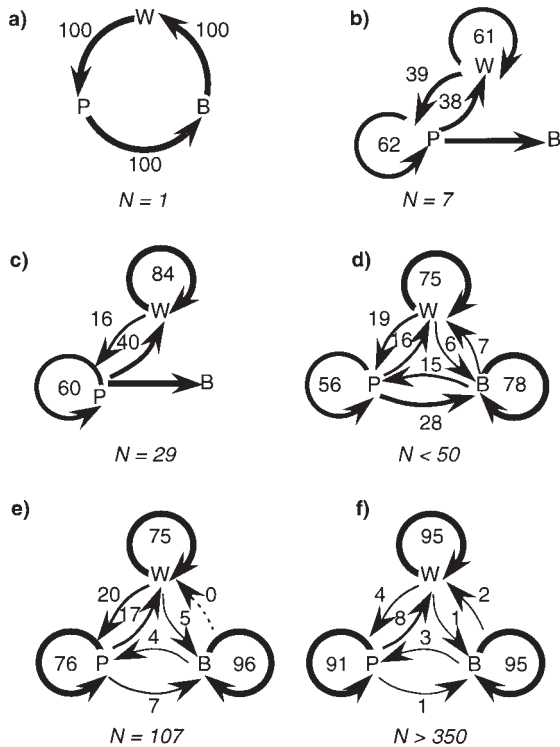 a)
W
100
100
P
B
100
N = 1
b)
61
W
39
38
62
P
B
N = 7
c)
84
W
16
40
60
P
B
N = 29
d)
75
W
19
16
6
7
15
56
P
B
78
28
N < 50
e)
75
W
20
17
5
0
4
76
P
B
96
7
N = 107
f)
95
W
4
8
1
2
3
91
P
B
95
1
N > 350